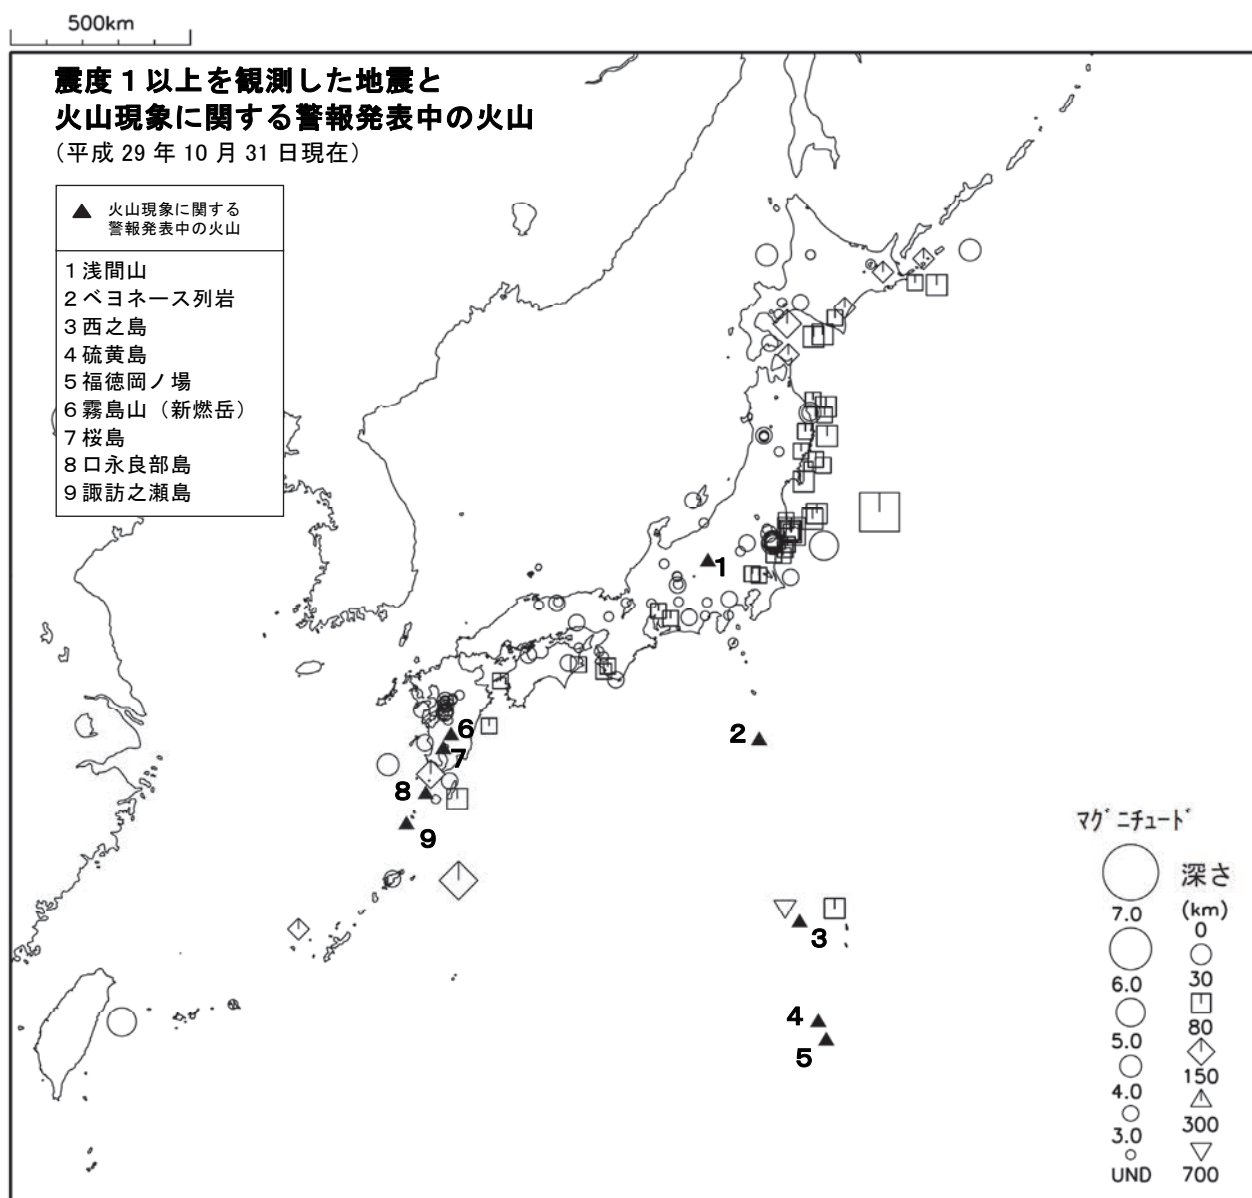 500km
震度１以上を観測した地震と
火山現象に関する警報発表中の火山
（平成 29 年 10 月 31 日現在）
▲ 火山現象に関する
警報発表中の火山
1 浅間山
2 ベヨネース列岩
3 西之島
4 硫黄島
5 福徳岡ノ場
6 霧島山（新燃岳）
7 桜島
8 口永良部島
9 諏訪之瀬島
1
6
2
7
8
9
3
4
5
マグニチュード
深さ
(km)
7.0
0
6.0
30
5.0
80
4.0
150
3.0
300
UND
700